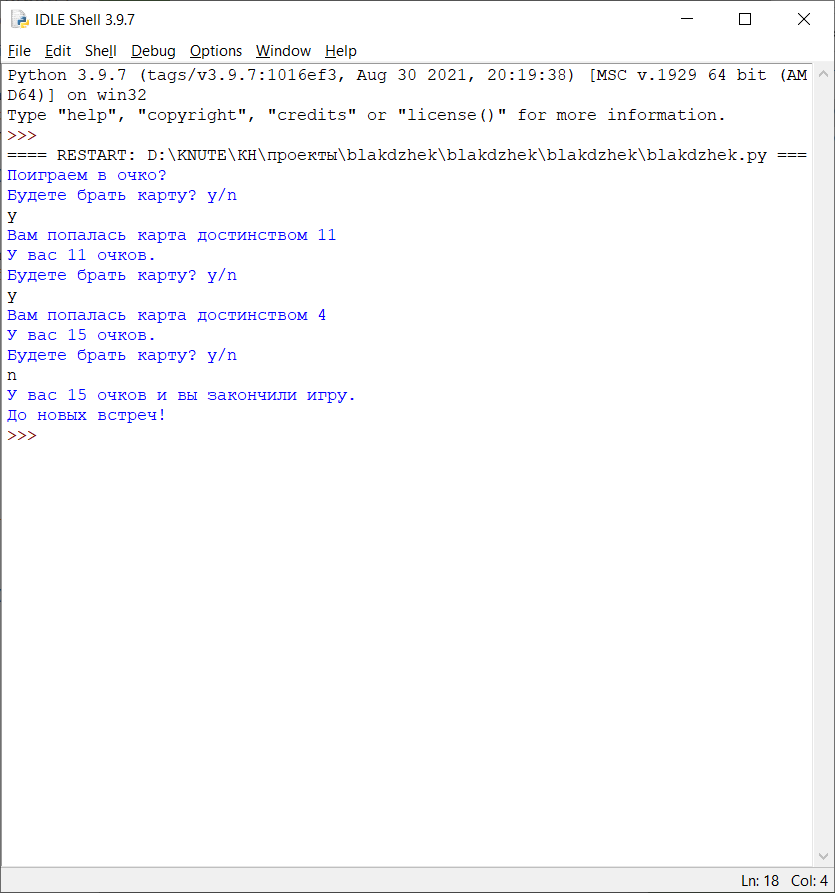 IDLE Shell 3.9.7
File Edit Shell Debug Options Window Help
Python 3.9.7 (tags/v3.9.7:1016ef3, Aug 30 2021, 20:19:38) [MSC v.1929 64 bit (AM
D64)] on win32
Type "help", "copyright", "credits" or "license()" for more information.
>>>
==== RESTART: D:\KNUTE\КН\проекты\blakdzhek\blakdzhek\blakdzhek\blakdzhek.py ===
Поиграем в очко?
Будете брать карту? y/n
y
Вам попалась карта достинством 11
У вас 11 очков.
Будете брать карту? y/n
y
Вам попалась карта достинством 4
У вас 15 очков.
Будете брать карту? y/n
n
У вас 15 очков и вы закончили игру.
До новых встреч!
>>>
Ln: 18 Col: 4